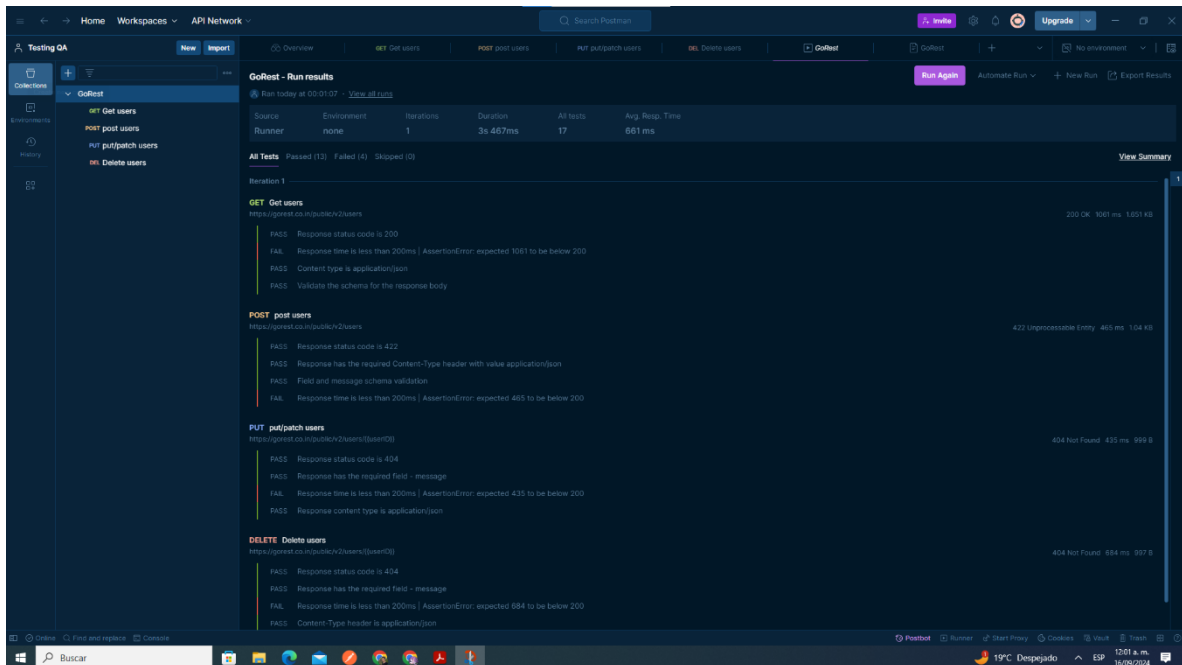 Home Workspaces API Network Search Postman Invite Upgrade
Testing QA New Import Overview GET Get users POST post users PUT put/patch users DEL Delete users GoRest GoRest No environment
Collections
Environments
History
GoRest
GET Get users
POST post users
PUT put/patch users
DEL Delete users
GoRest - Run results
Run Again Automate Run + New Run Export Results
Ran today at 00:01:07 · View all runs
Source Environment Iterations Duration All tests Avg. Resp. Time
Runner none 1 3s 467ms 17 661 ms
All Tests Passed (13) Failed (4) Skipped (0) View Summary
Iteration 1
1
GET Get users
https://gorest.co.in/public/v2/users 200 OK 1061 ms 1.651 KB
PASS Response status code is 200
FAIL Response time is less than 200ms | AssertionError: expected 1061 to be below 200
PASS Content type is application/json
PASS Validate the schema for the response body
POST post users
https://gorest.co.in/public/v2/users 422 Unprocessable Entity 465 ms 1.04 KB
PASS Response status code is 422
PASS Response has the required Content-Type header with value application/json
PASS Field and message schema validation
FAIL Response time is less than 200ms | AssertionError: expected 465 to be below 200
PUT put/patch users
https://gorest.co.in/public/v2/users/{{userID}} 404 Not Found 435 ms 999 B
PASS Response status code is 404
PASS Response has the required field - message
FAIL Response time is less than 200ms | AssertionError: expected 435 to be below 200
PASS Response content type is application/json
DELETE Delete users
https://gorest.co.in/public/v2/users/{{userID}} 404 Not Found 684 ms 997 B
PASS Response status code is 404
PASS Response has the required field - message
FAIL Response time is less than 200ms | AssertionError: expected 684 to be below 200
PASS Content-Type header is application/json
Online Find and replace Console Postbot Runner Start Proxy Cookies Vault Trash
Buscar 19°C Despejado ESP 12:01 a. m.
16/09/2024